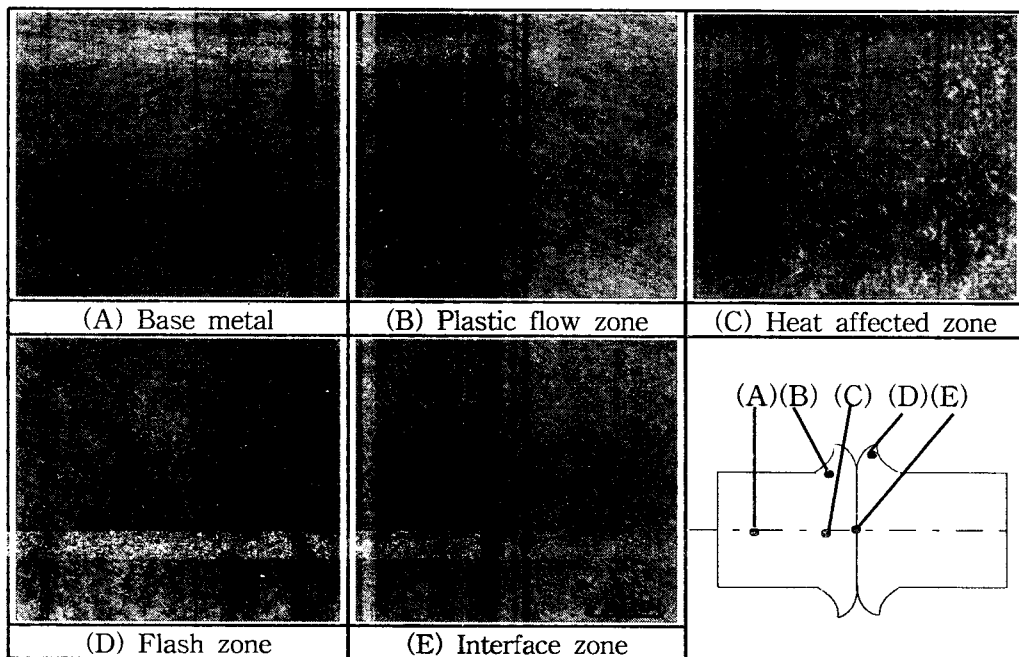 (A) Base metal
(B) Plastic flow zone
(C) Heat affected zone
(A)(B) (C) (D)(E)
(D) Flash zone
(E) Interface zone